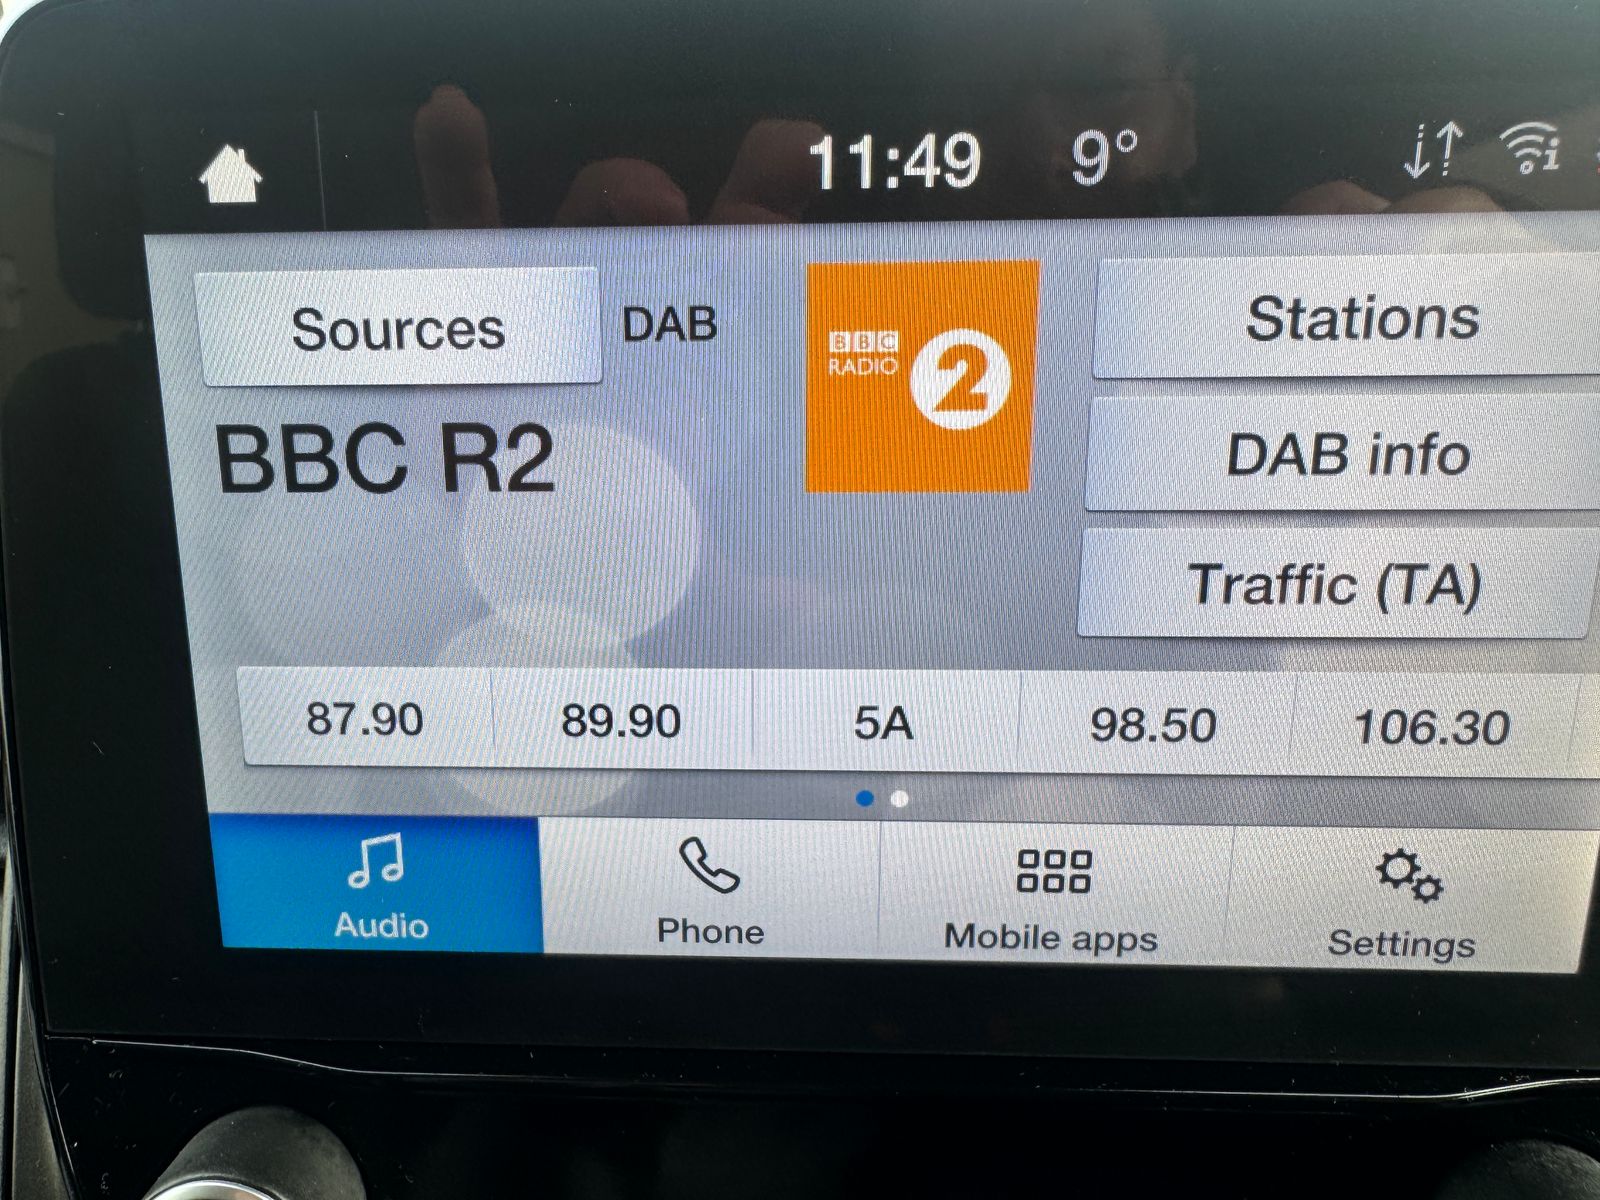 11:49 9°
Sources DAB
BBC
RADIO 2
Stations
BBC R2
DAB info
Traffic (TA)
87.90 89.90 5A 98.50 106.30
Audio Phone Mobile apps Settings